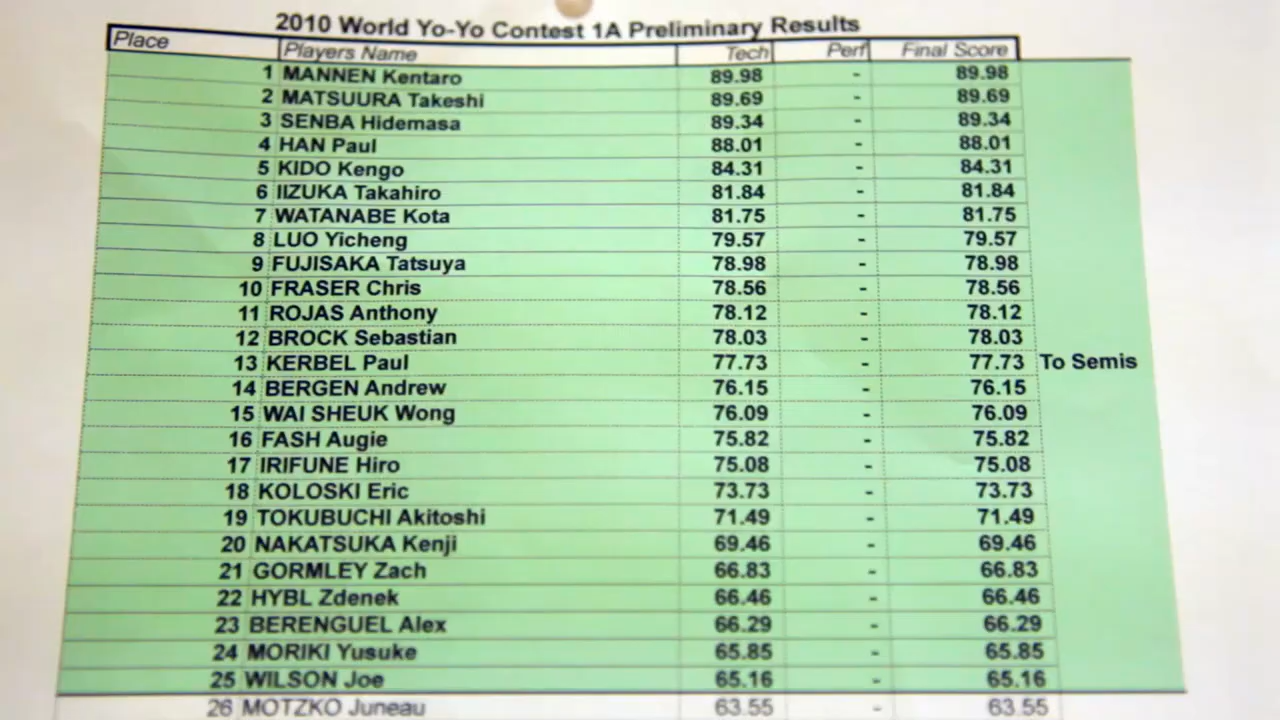 2010 World Yo-Yo Contest 1A Preliminary Results
Place Players Name Tech Perf Final Score
1 MANNEN Kentaro 89.98 - 89.98
2 MATSUURA Takeshi 89.69 - 89.69
3 SENBA Hidemasa 89.34 - 89.34
4 HAN Paul 88.01 - 88.01
5 KIDO Kengo 84.31 - 84.31
6 IIZUKA Takahiro 81.84 - 81.84
7 WATANABE Kota 81.75 - 81.75
8 LUO Yicheng 79.57 - 79.57
9 FUJISAKA Tatsuya 78.98 - 78.98
10 FRASER Chris 78.56 - 78.56
11 ROJAS Anthony 78.12 - 78.12
12 BROCK Sebastian 78.03 - 78.03
13 KERBEL Paul 77.73 - 77.73 To Semis
14 BERGEN Andrew 76.15 - 76.15
15 WAI SHEUK Wong 76.09 - 76.09
16 FASH Augie 75.82 - 75.82
17 IRIFUNE Hiro 75.08 - 75.08
18 KOLOSKI Eric 73.73 - 73.73
19 TOKUBUCHI Akitoshi 71.49 - 71.49
20 NAKATSUKA Kenji 69.46 - 69.46
21 GORMLEY Zach 66.83 - 66.83
22 HYBL Zdenek 66.46 - 66.46
23 BERENGUEL Alex 66.29 - 66.29
24 MORIKI Yusuke 65.85 - 65.85
25 WILSON Joe 65.16 - 65.16
26 MOTZKO Juneau 63.55 - 63.55